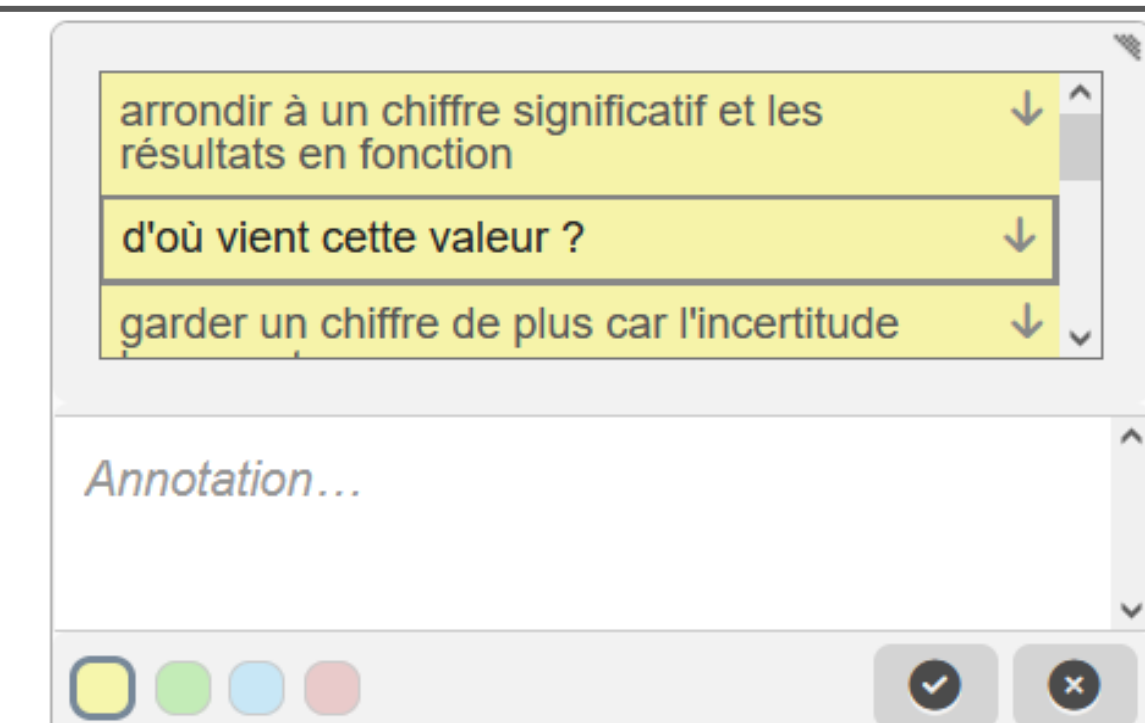 arrondir à un chiffre significatif et les
résultats en fonction
d'où vient cette valeur ?
garder un chiffre de plus car l'incertitude
Annotation…